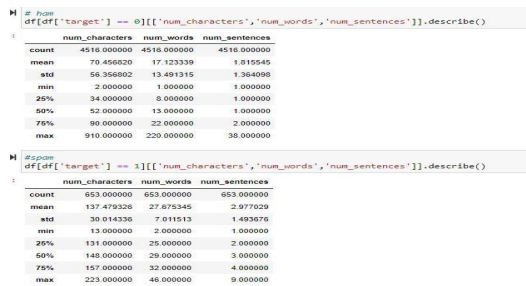 # ham
df[df['target'] == 0][['num_characters','num_words','num_sentences']].describe()
num_characters num_words num_sentences
count 4516.000000 4516.000000 4516.000000
mean 70.456820 17.123339 1.815545
std 56.356802 13.491315 1.364098
min 2.000000 1.000000 1.000000
25% 34.000000 8.000000 1.000000
50% 52.000000 13.000000 1.000000
75% 90.000000 22.000000 2.000000
max 910.000000 220.000000 38.000000
#spam
df[df['target'] == 1][['num_characters','num_words','num_sentences']].describe()
num_characters num_words num_sentences
count 653.000000 653.000000 653.000000
mean 137.479326 27.675345 2.977029
std 30.014336 7.011513 1.493676
min 13.000000 2.000000 1.000000
25% 131.000000 25.000000 2.000000
50% 148.000000 29.000000 3.000000
75% 157.000000 32.000000 4.000000
max 223.000000 46.000000 9.000000